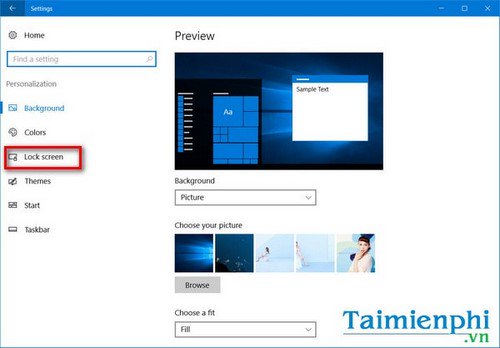 Settings
Home
Find a setting
Personalization
Background
Colors
Lock screen
Themes
Start
Taskbar
Preview
Aa
Sample Text
Background
Picture
Choose your picture
Browse
Choose a fit
Fill
Taimienphi
.vn